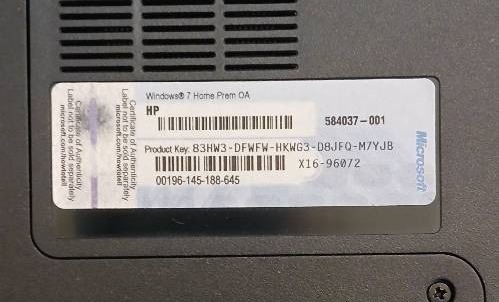 Windows® 7 Home Prem OA
HP
584037-001
Product Key: 83HW3-DFWFW-HKWG3-D8JFQ-M7YJB
X16-96072
00196-145-188-645
Microsoft
Certificate of Authenticity
Label not to be sold separately
microsoft.com/howtotell
Certificate of Authenticity
Label not to be sold separately
microsoft.com/howtotell